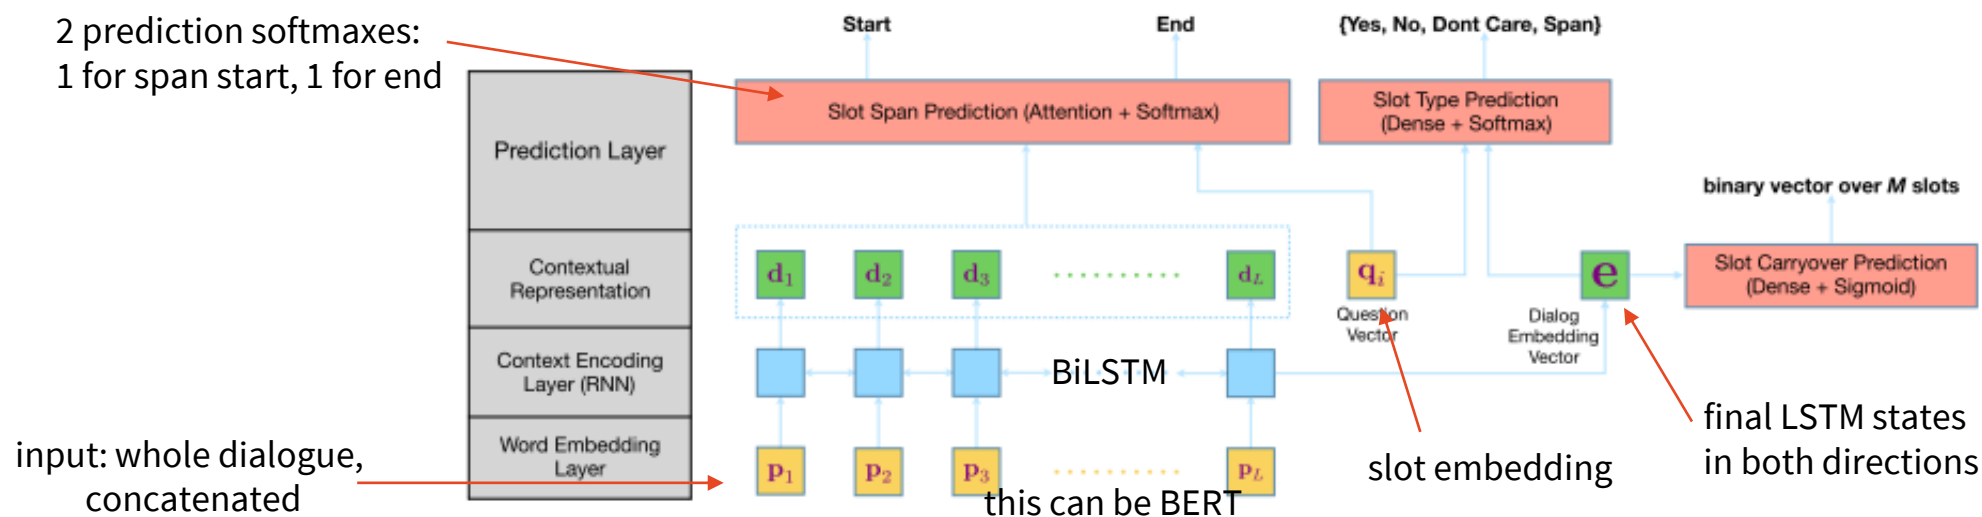 2 prediction softmaxes:
1 for span start, 1 for end
Start
End
{Yes, No, Dont Care, Span}
Prediction Layer
Slot Span Prediction (Attention + Softmax)
Slot Type Prediction
(Dense + Softmax)
binary vector over M slots
Contextual
Representation
d1 d2 d3 dL
qi
e
Slot Carryover Prediction
(Dense + Sigmoid)
Question
Vector
Dialog
Embedding
Vector
Context Encoding
Layer (RNN)
BiLSTM
final LSTM states
in both directions
input: whole dialogue,
concatenated
Word Embedding
Layer
p1 p2 p3 pL
this can be BERT
slot embedding